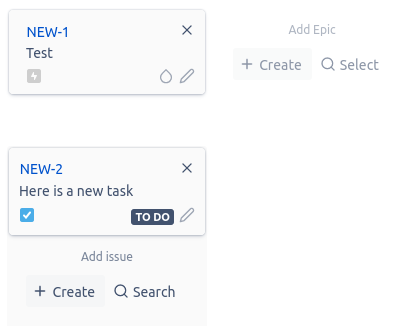 NEW-1
Test
Add Epic
Create
Select
NEW-2
Here is a new task
TO DO
Add issue
Create
Search